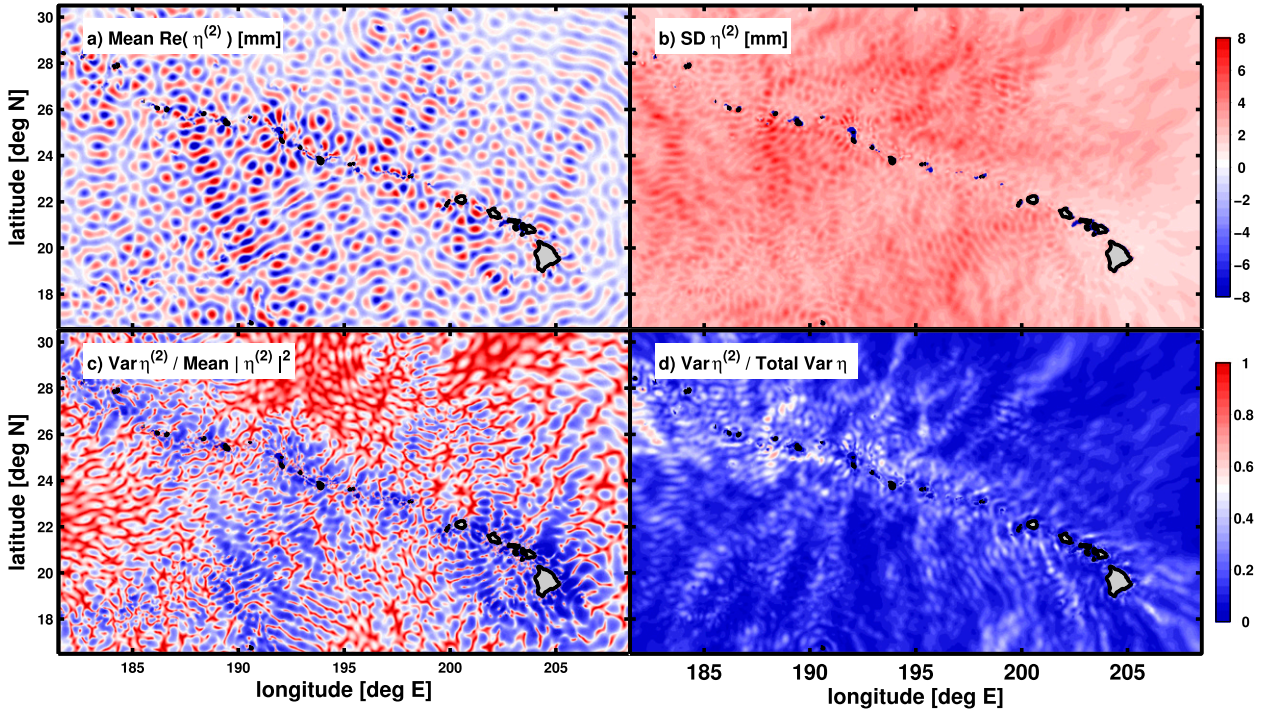 a) Mean Re( η(2) ) [mm]
b) SD η(2) [mm]
30
28
26
24
22
20
18
latitude [deg N]
8
6
4
2
0
−2
−4
−6
−8
c) Var η(2) / Mean | η(2) |2
d) Var η(2) / Total Var η
30
28
26
24
22
20
18
latitude [deg N]
1
0.8
0.6
0.4
0.2
0
185 190 195 200 205
longitude [deg E]
185 190 195 200 205
longitude [deg E]